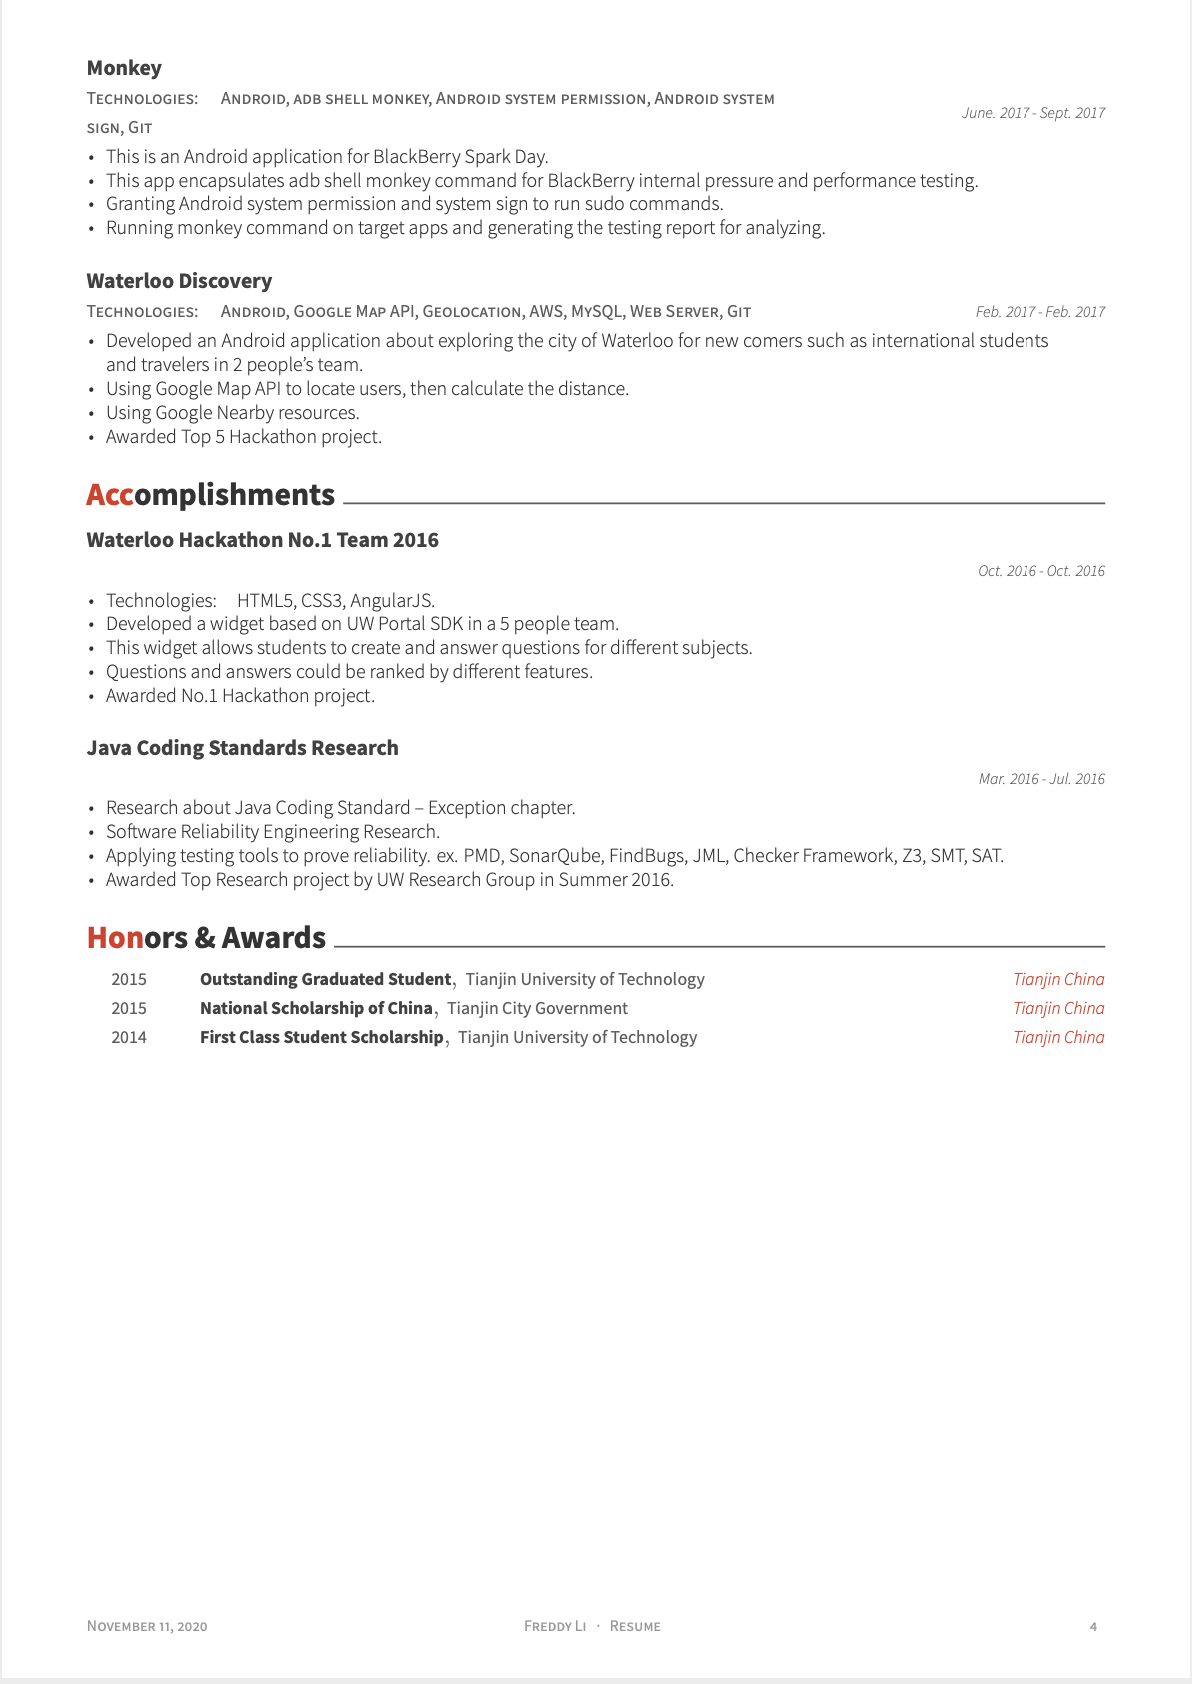 Monkey
Technologies: Android, adb shell monkey, Android system permission, Android system
sign, Git
June. 2017 - Sept. 2017
• This is an Android application for BlackBerry Spark Day.
• This app encapsulates adb shell monkey command for BlackBerry internal pressure and performance testing.
• Granting Android system permission and system sign to run sudo commands.
• Running monkey command on target apps and generating the testing report for analyzing.
Waterloo Discovery
Technologies: Android, Google Map API, Geolocation, AWS, MySQL, Web Server, Git Feb. 2017 - Feb. 2017
• Developed an Android application about exploring the city of Waterloo for new comers such as international students
and travelers in 2 people’s team.
• Using Google Map API to locate users, then calculate the distance.
• Using Google Nearby resources.
• Awarded Top 5 Hackathon project.
Accomplishments
Waterloo Hackathon No.1 Team 2016
Oct. 2016 - Oct. 2016
• Technologies: HTML5, CSS3, AngularJS.
• Developed a widget based on UW Portal SDK in a 5 people team.
• This widget allows students to create and answer questions for different subjects.
• Questions and answers could be ranked by different features.
• Awarded No.1 Hackathon project.
Java Coding Standards Research
Mar. 2016 - Jul. 2016
• Research about Java Coding Standard – Exception chapter.
• Software Reliability Engineering Research.
• Applying testing tools to prove reliability. ex. PMD, SonarQube, FindBugs, JML, Checker Framework, Z3, SMT, SAT.
• Awarded Top Research project by UW Research Group in Summer 2016.
Honors & Awards
2015 Outstanding Graduated Student, Tianjin University of Technology Tianjin China
2015 National Scholarship of China, Tianjin City Government Tianjin China
2014 First Class Student Scholarship, Tianjin University of Technology Tianjin China
November 11, 2020 Freddy Li · Resume 4